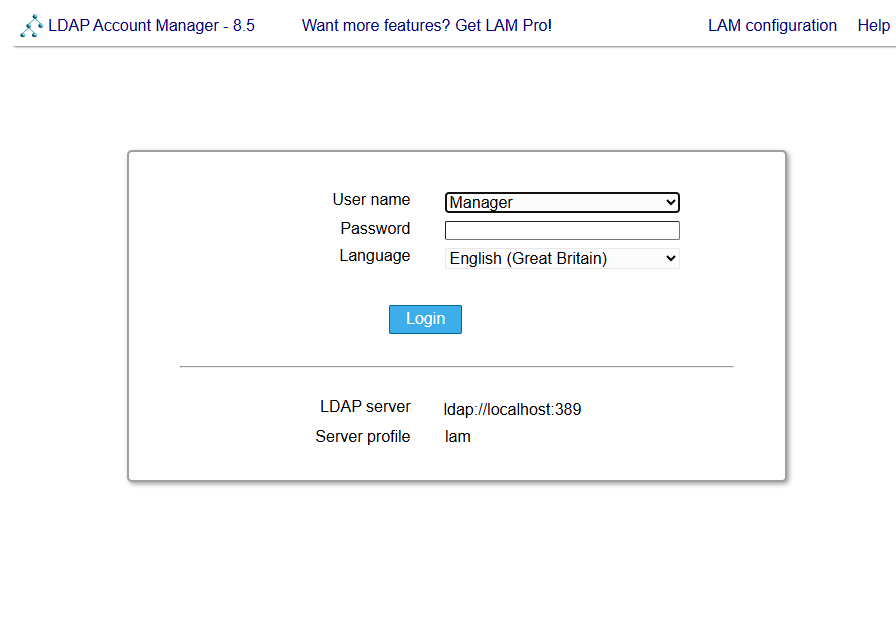 LDAP Account Manager - 8.5 Want more features? Get LAM Pro! LAM configuration Help
User name Manager
Password
Language English (Great Britain)
Login
LDAP server ldap://localhost:389
Server profile lam